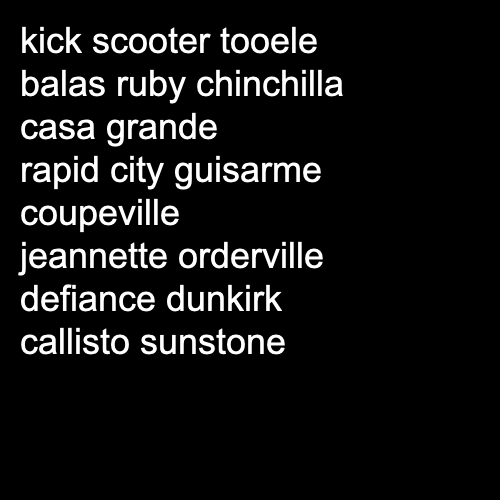 kick scooter tooele
balas ruby chinchilla
casa grande
rapid city guisarme
coupeville
jeannette orderville
defiance dunkirk
callisto sunstone